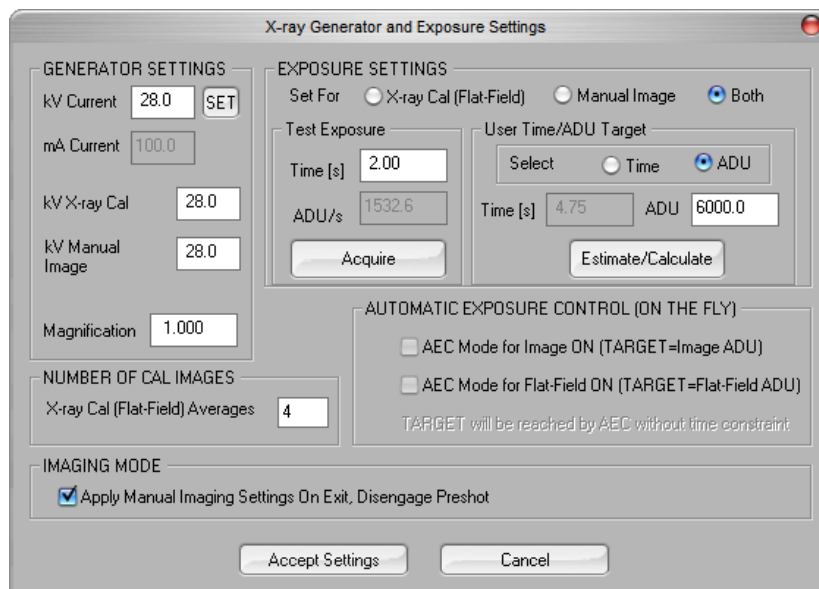 X-ray Generator and Exposure Settings
GENERATOR SETTINGS
kV Current 28.0 SET
mA Current 100.0
kV X-ray Cal 28.0
kV Manual
Image 28.0
Magnification 1.000
EXPOSURE SETTINGS
Set For X-ray Cal (Flat-Field) Manual Image Both
Test Exposure
Time [s] 2.00
ADU/s 1532.6
Acquire
User Time/ADU Target
Select Time ADU
Time [s] 4.75 ADU 6000.0
Estimate/Calculate
AUTOMATIC EXPOSURE CONTROL (ON THE FLY)
AEC Mode for Image ON (TARGET=Image ADU)
AEC Mode for Flat-Field ON (TARGET=Flat-Field ADU)
TARGET will be reached by AEC without time constraint
NUMBER OF CAL IMAGES
X-ray Cal (Flat-Field) Averages 4
IMAGING MODE
Apply Manual Imaging Settings On Exit, Disengage Preshot
Accept Settings Cancel